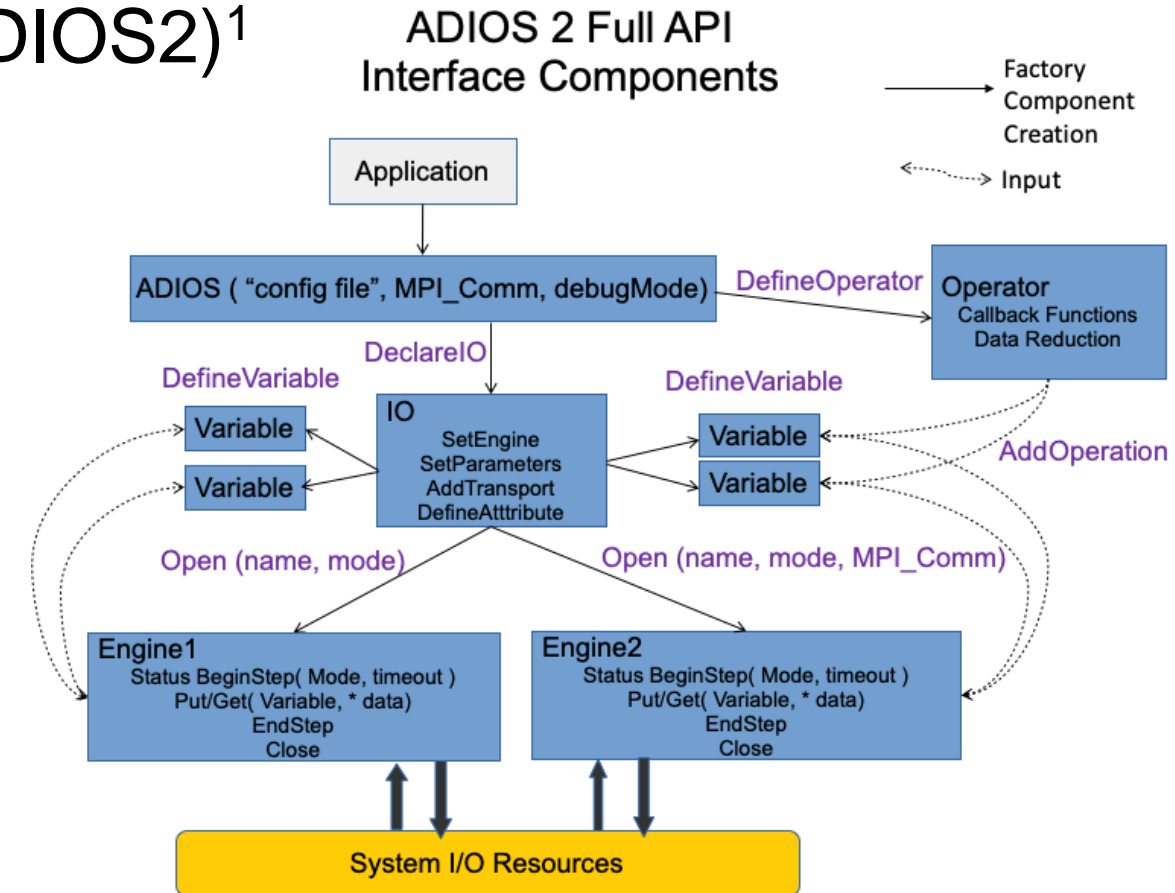 DIOS2)¹
ADIOS 2 Full API
Interface Components
Factory
Component
Creation
Input
Application
ADIOS ( “config file”, MPI_Comm, debugMode)
DefineOperator
Operator
Callback Functions
Data Reduction
DeclareIO
DefineVariable
DefineVariable
Variable
Variable
IO
SetEngine
SetParameters
AddTransport
DefineAtttribute
Variable
Variable
AddOperation
Open (name, mode)
Open (name, mode, MPI_Comm)
Engine1
Status BeginStep( Mode, timeout )
Put/Get( Variable, * data)
EndStep
Close
Engine2
Status BeginStep( Mode, timeout )
Put/Get( Variable, * data)
EndStep
Close
System I/O Resources